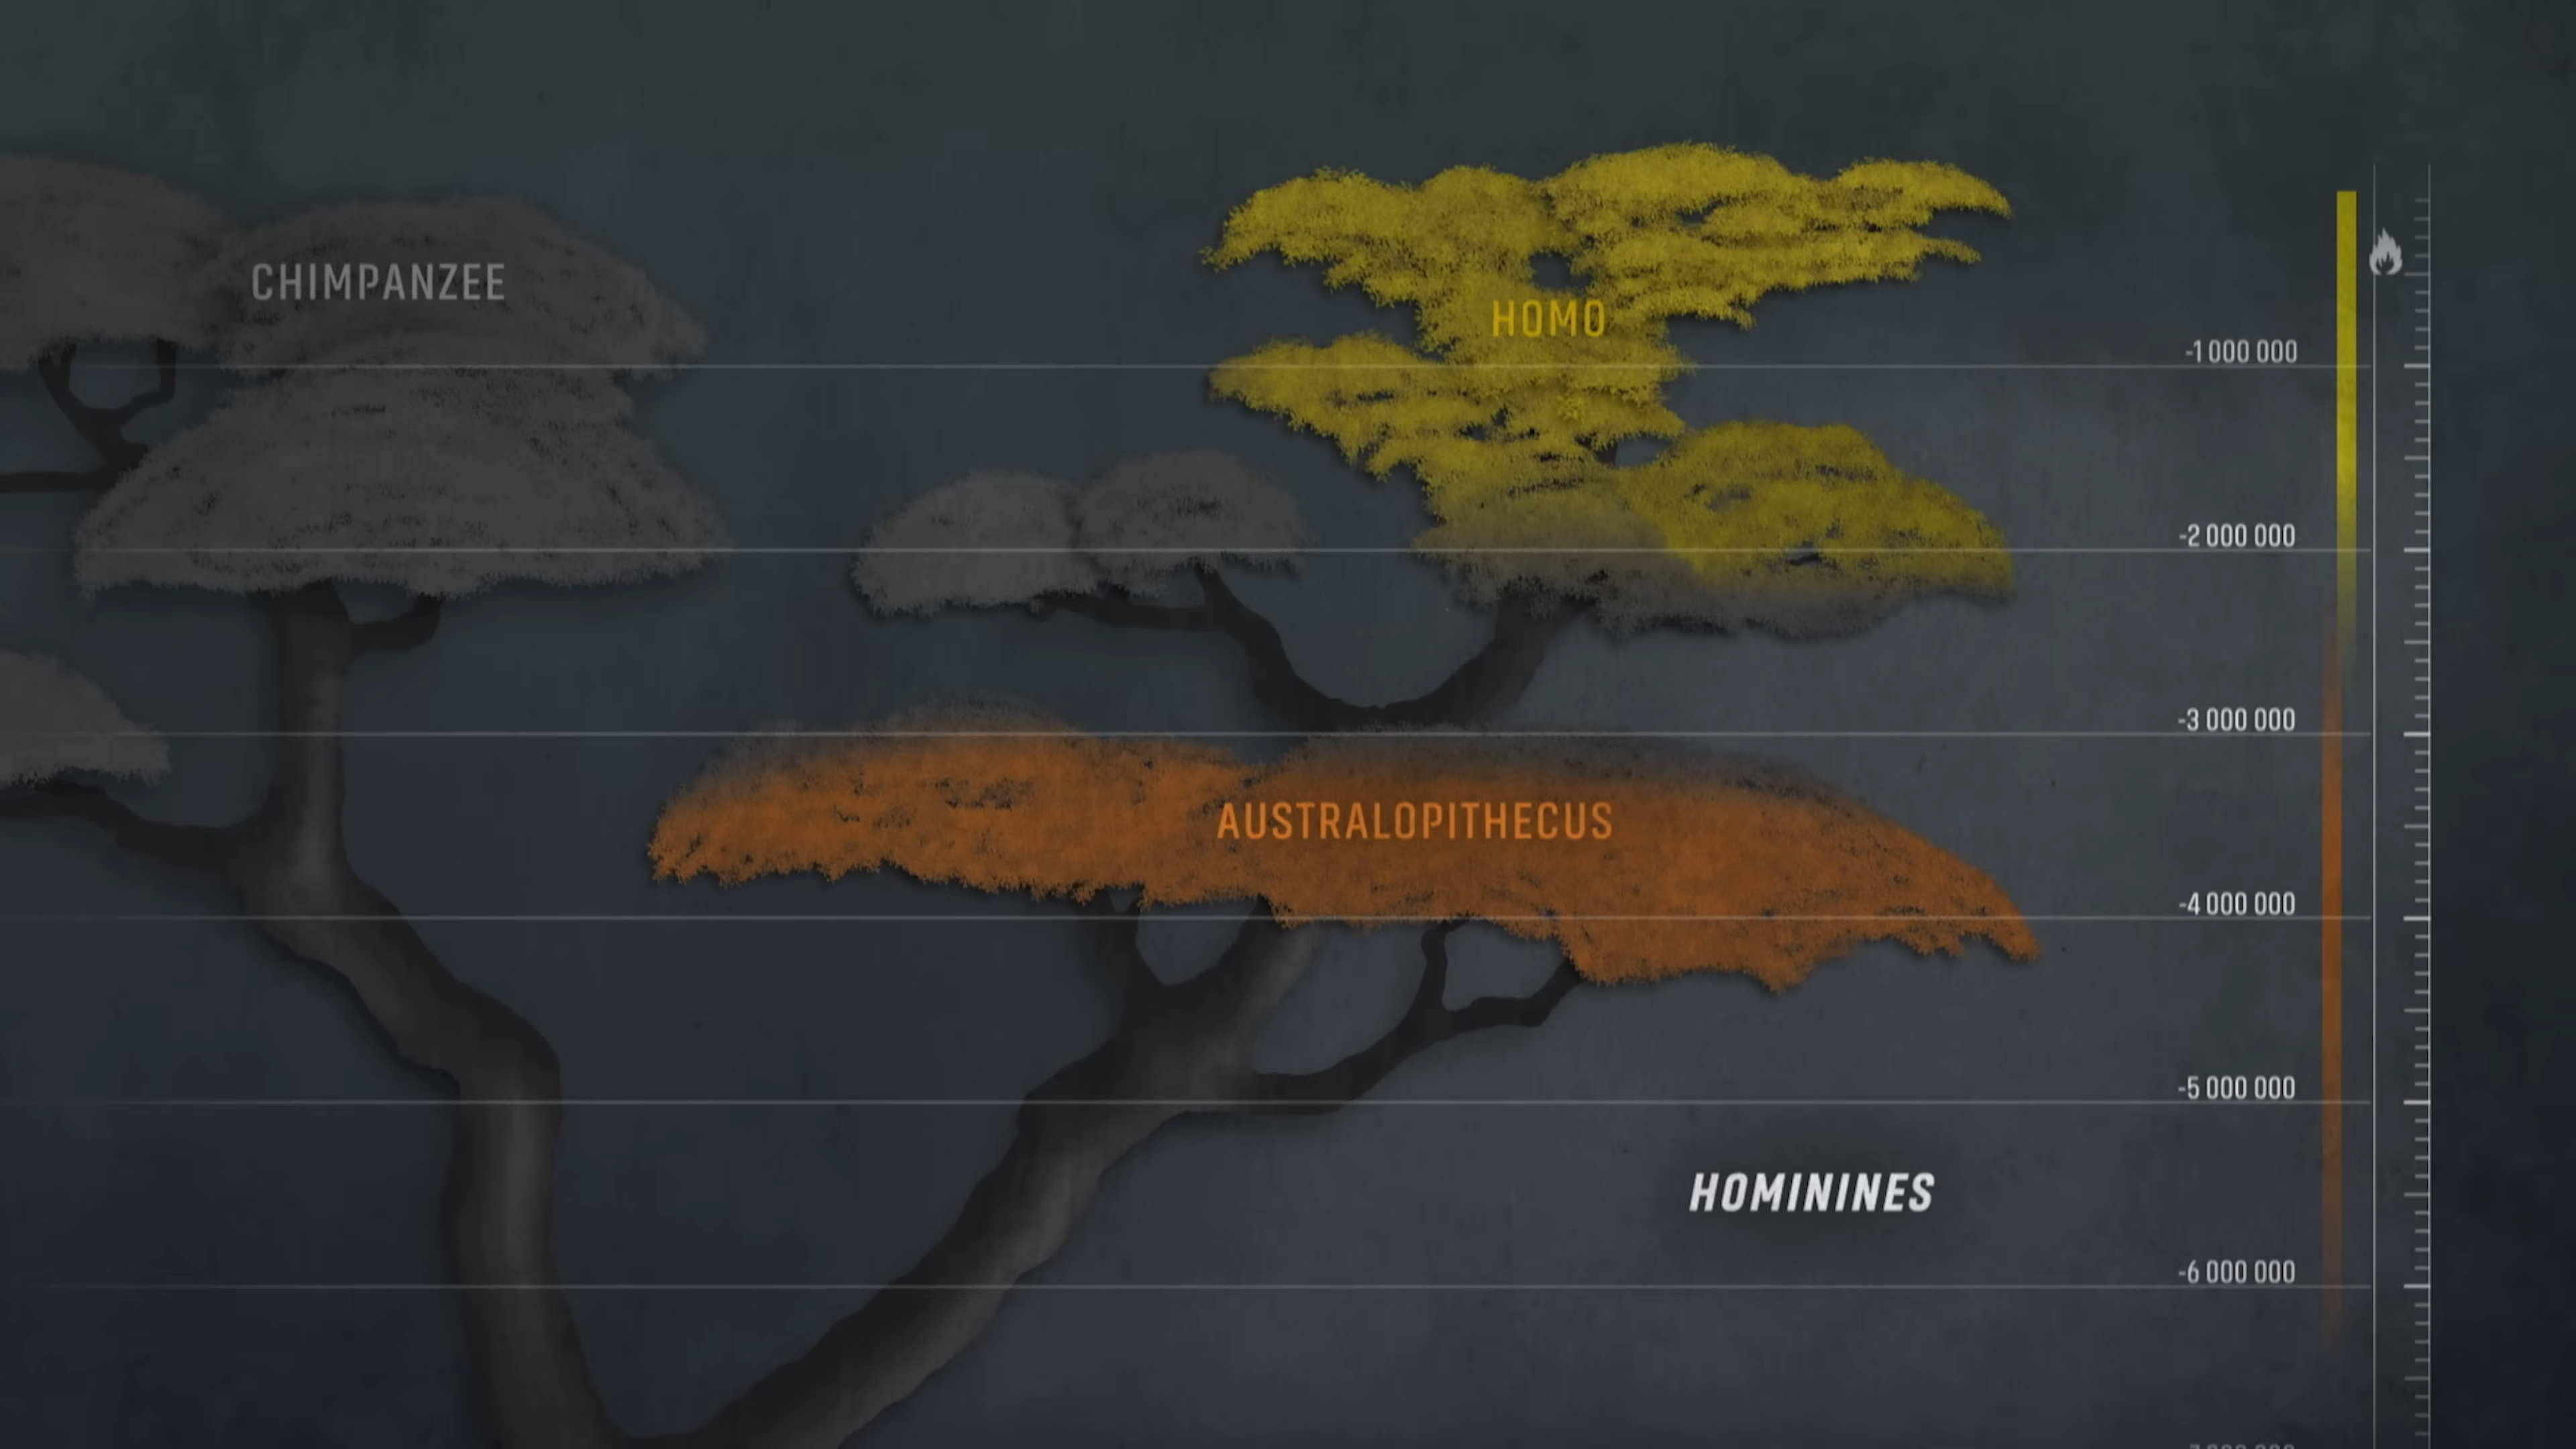 CHIMPANZEE
HOMO
-1 000 000
-2 000 000
-3 000 000
AUSTRALOPITHECUS
-4 000 000
-5 000 000
HOMININES
-6 000 000